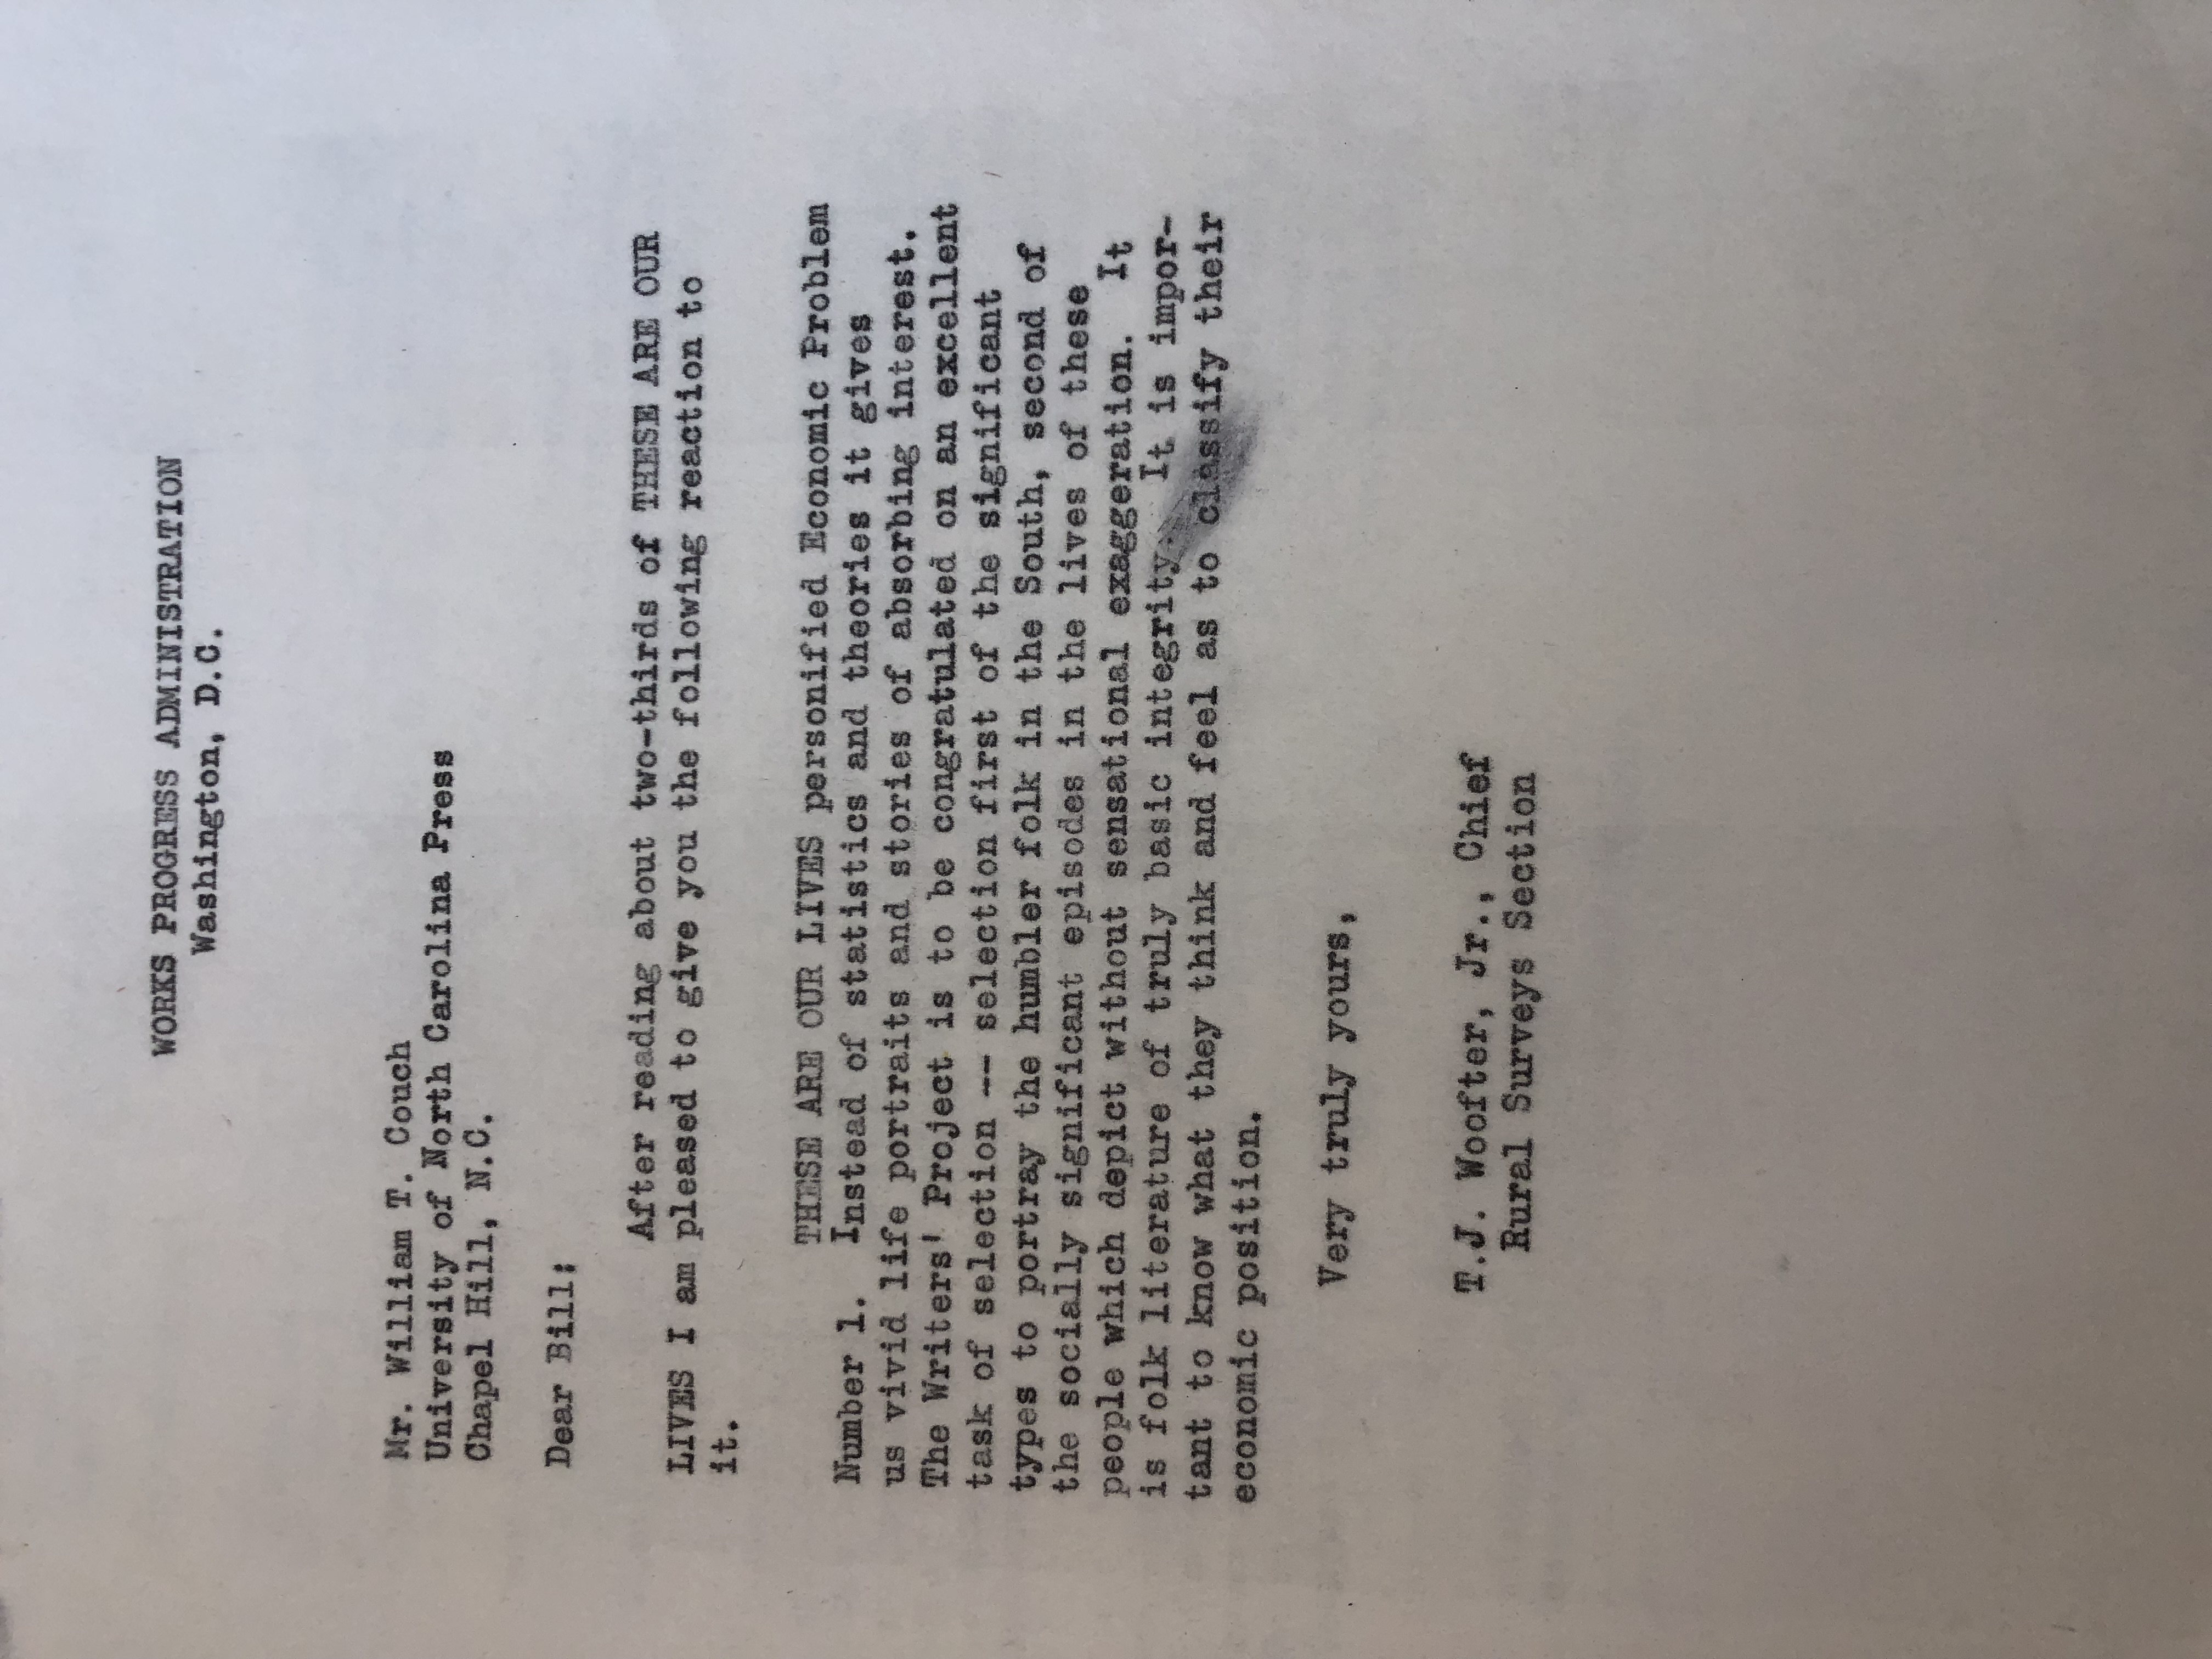 WORKS PROGRESS ADMINISTRATION
Washington, D.C.
Mr. William T. Couch
University of North Carolina Press
Chapel Hill, N.C.
Dear Bill:
After reading about two-thirds of THESE ARE OUR
LIVES I am pleased to give you the following reaction to
it.
THESE ARE OUR LIVES personified Economic Problem
Number 1. Instead of statistics and theories it gives
us vivid life portraits and stories of absorbing interest.
The Writers' Project is to be congratulated on an excellent
task of selection -- selection first of the significant
types to portray the humbler folk in the South, second of
the socially significant episodes in the lives of these
people which depict without sensational exaggeration. It
is folk literature of truly basic integrity. It is impor-
tant to know what they think and feel as to classify their
economic position.
Very truly yours,
T.J. Woofter, Jr., Chief
Rural Surveys Section